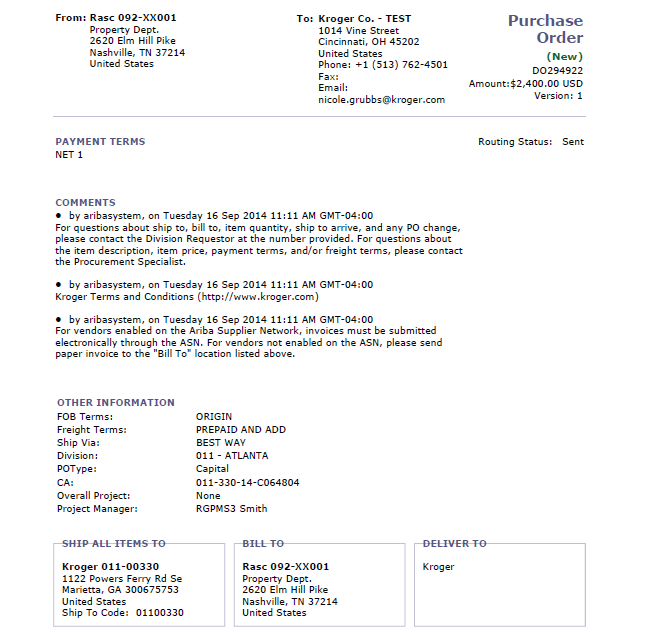 From: Rasc 092-XX001
Property Dept.
2620 Elm Hill Pike
Nashville, TN 37214
United States
To: Kroger Co. - TEST
1014 Vine Street
Cincinnati, OH 45202
United States
Phone: +1 (513) 762-4501
Fax:
Email:
nicole.grubbs@kroger.com
Purchase
Order
(New)
DO294922
Amount:$2,400.00 USD
Version: 1
PAYMENT TERMS
NET 1
Routing Status: Sent
COMMENTS
● by aribasystem, on Tuesday 16 Sep 2014 11:11 AM GMT-04:00
For questions about ship to, bill to, item quantity, ship to arrive, and any PO change,
please contact the Division Requestor at the number provided. For questions about
the item description, item price, payment terms, and/or freight terms, please contact
the Procurement Specialist.
● by aribasystem, on Tuesday 16 Sep 2014 11:11 AM GMT-04:00
Kroger Terms and Conditions (http://www.kroger.com)
● by aribasystem, on Tuesday 16 Sep 2014 11:11 AM GMT-04:00
For vendors enabled on the Ariba Supplier Network, invoices must be submitted
electronically through the ASN. For vendors not enabled on the ASN, please send
paper invoice to the "Bill To" location listed above.
OTHER INFORMATION
FOB Terms: ORIGIN
Freight Terms: PREPAID AND ADD
Ship Via: BEST WAY
Division: 011 - ATLANTA
POType: Capital
CA: 011-330-14-C064804
Overall Project: None
Project Manager: RGPMS3 Smith
SHIP ALL ITEMS TO
Kroger 011-00330
1122 Powers Ferry Rd Se
Marietta, GA 300675753
United States
Ship To Code: 01100330
BILL TO
Rasc 092-XX001
Property Dept.
2620 Elm Hill Pike
Nashville, TN 37214
United States
DELIVER TO
Kroger